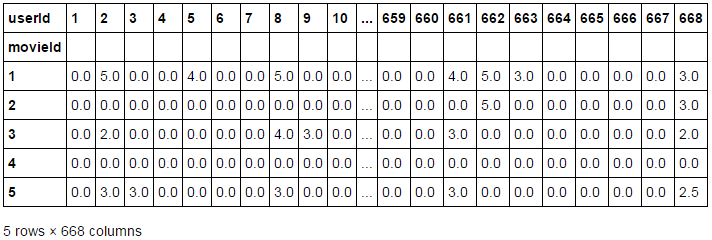 userId 1 2 3 4 5 6 7 8 9 10 ... 659 660 661 662 663 664 665 666 667 668
movieId
1 0.0 5.0 0.0 0.0 4.0 0.0 0.0 5.0 0.0 0.0 ... 0.0 0.0 4.0 5.0 3.0 0.0 0.0 0.0 0.0 3.0
2 0.0 0.0 0.0 0.0 0.0 0.0 0.0 0.0 0.0 0.0 ... 0.0 0.0 0.0 5.0 0.0 0.0 0.0 0.0 0.0 3.0
3 0.0 2.0 0.0 0.0 0.0 0.0 0.0 4.0 3.0 0.0 ... 0.0 0.0 3.0 0.0 0.0 0.0 0.0 0.0 0.0 2.0
4 0.0 0.0 0.0 0.0 0.0 0.0 0.0 0.0 0.0 0.0 ... 0.0 0.0 0.0 0.0 0.0 0.0 0.0 0.0 0.0 0.0
5 0.0 3.0 3.0 0.0 0.0 0.0 0.0 3.0 0.0 0.0 ... 0.0 0.0 3.0 0.0 0.0 0.0 0.0 0.0 0.0 2.5
5 rows × 668 columns